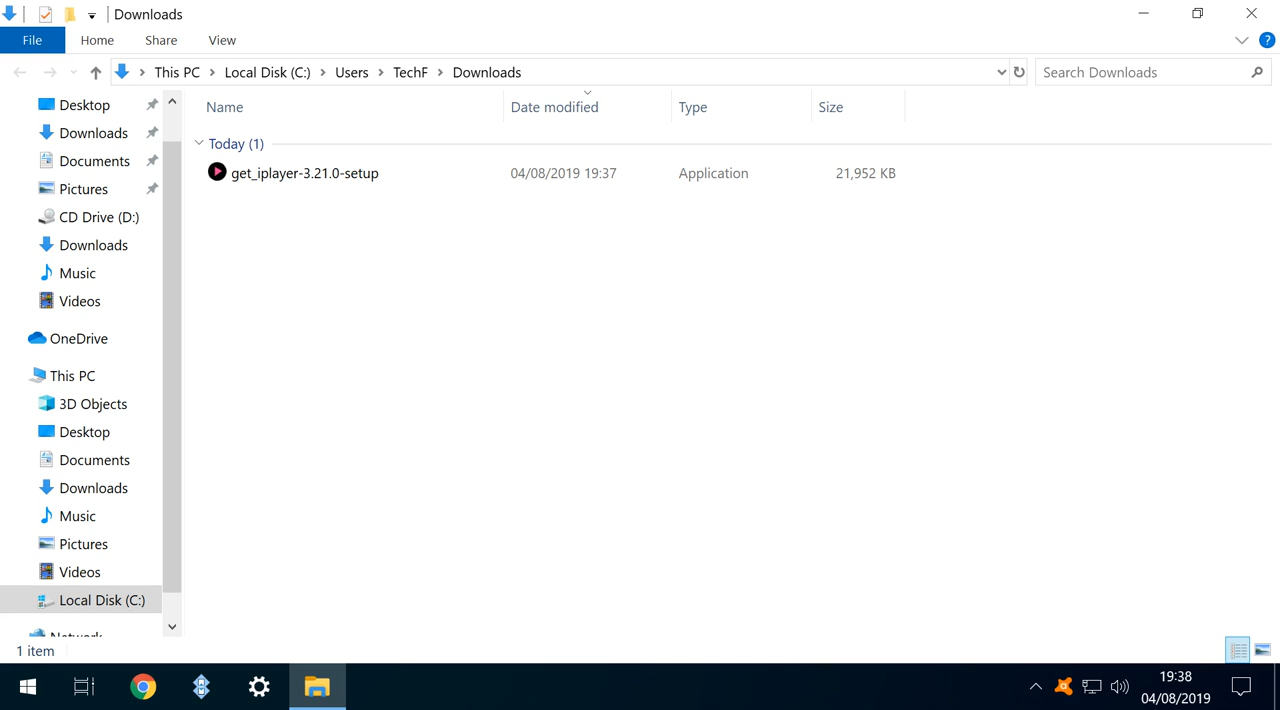 Downloads
File Home Share View
This PC Local Disk (C:) Users TechF Downloads Search Downloads
Name Date modified Type Size
Today (1)
get_iplayer-3.21.0-setup 04/08/2019 19:37 Application 21,952 KB
Desktop
Downloads
Documents
Pictures
CD Drive (D:)
Downloads
Music
Videos
OneDrive
This PC
3D Objects
Desktop
Documents
Downloads
Music
Pictures
Videos
Local Disk (C:)
Network
1 item
19:38
04/08/2019